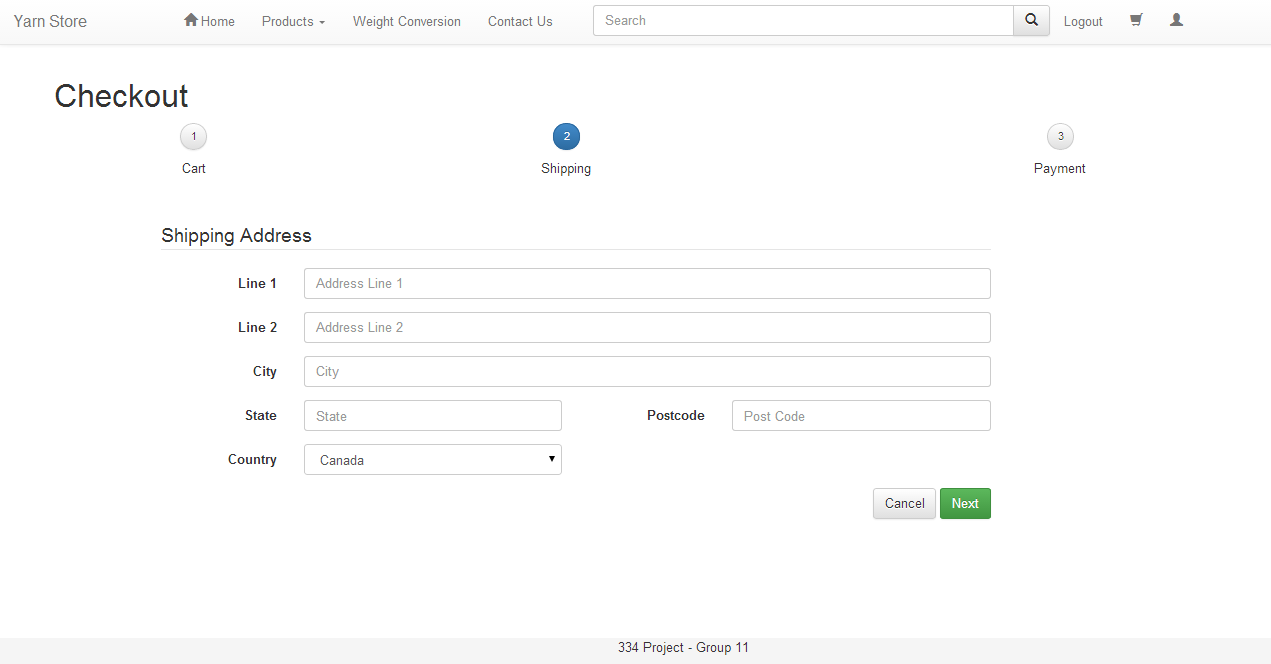 Yarn Store Home Products Weight Conversion Contact Us Search Logout
Checkout
1 2 3
Cart Shipping Payment
Shipping Address
Line 1 Address Line 1
Line 2 Address Line 2
City City
State State Postcode Post Code
Country Canada
Cancel Next
334 Project - Group 11